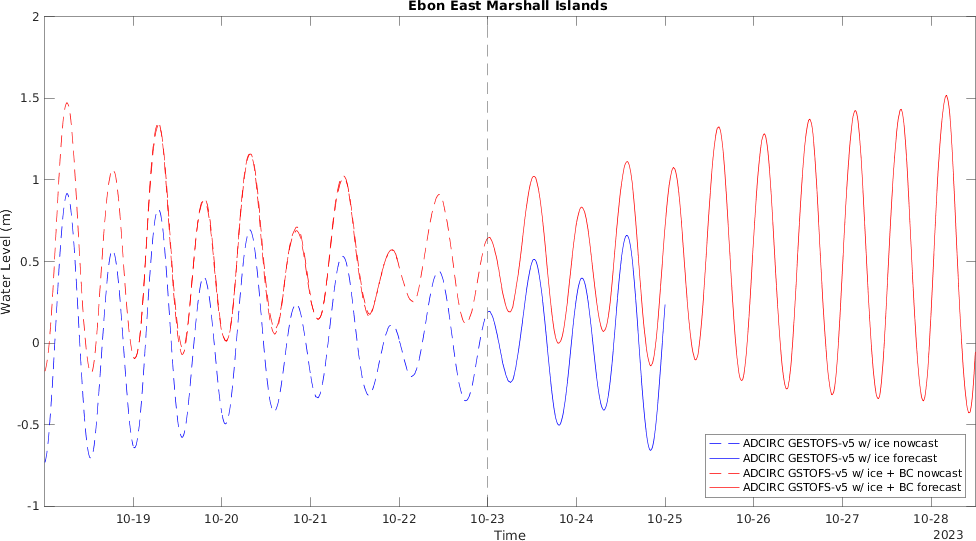 Ebon East Marshall Islands
2
1.5
1
0.5
0
-0.5
-1
Water Level (m)
ADCIRC GESTOFS-v5 w/ ice nowcast
ADCIRC GESTOFS-v5 w/ ice forecast
ADCIRC GSTOFS-v5 w/ ice + BC nowcast
ADCIRC GSTOFS-v5 w/ ice + BC forecast
10-19 10-20 10-21 10-22 10-23 10-24 10-25 10-26 10-27 10-28
Time
2023